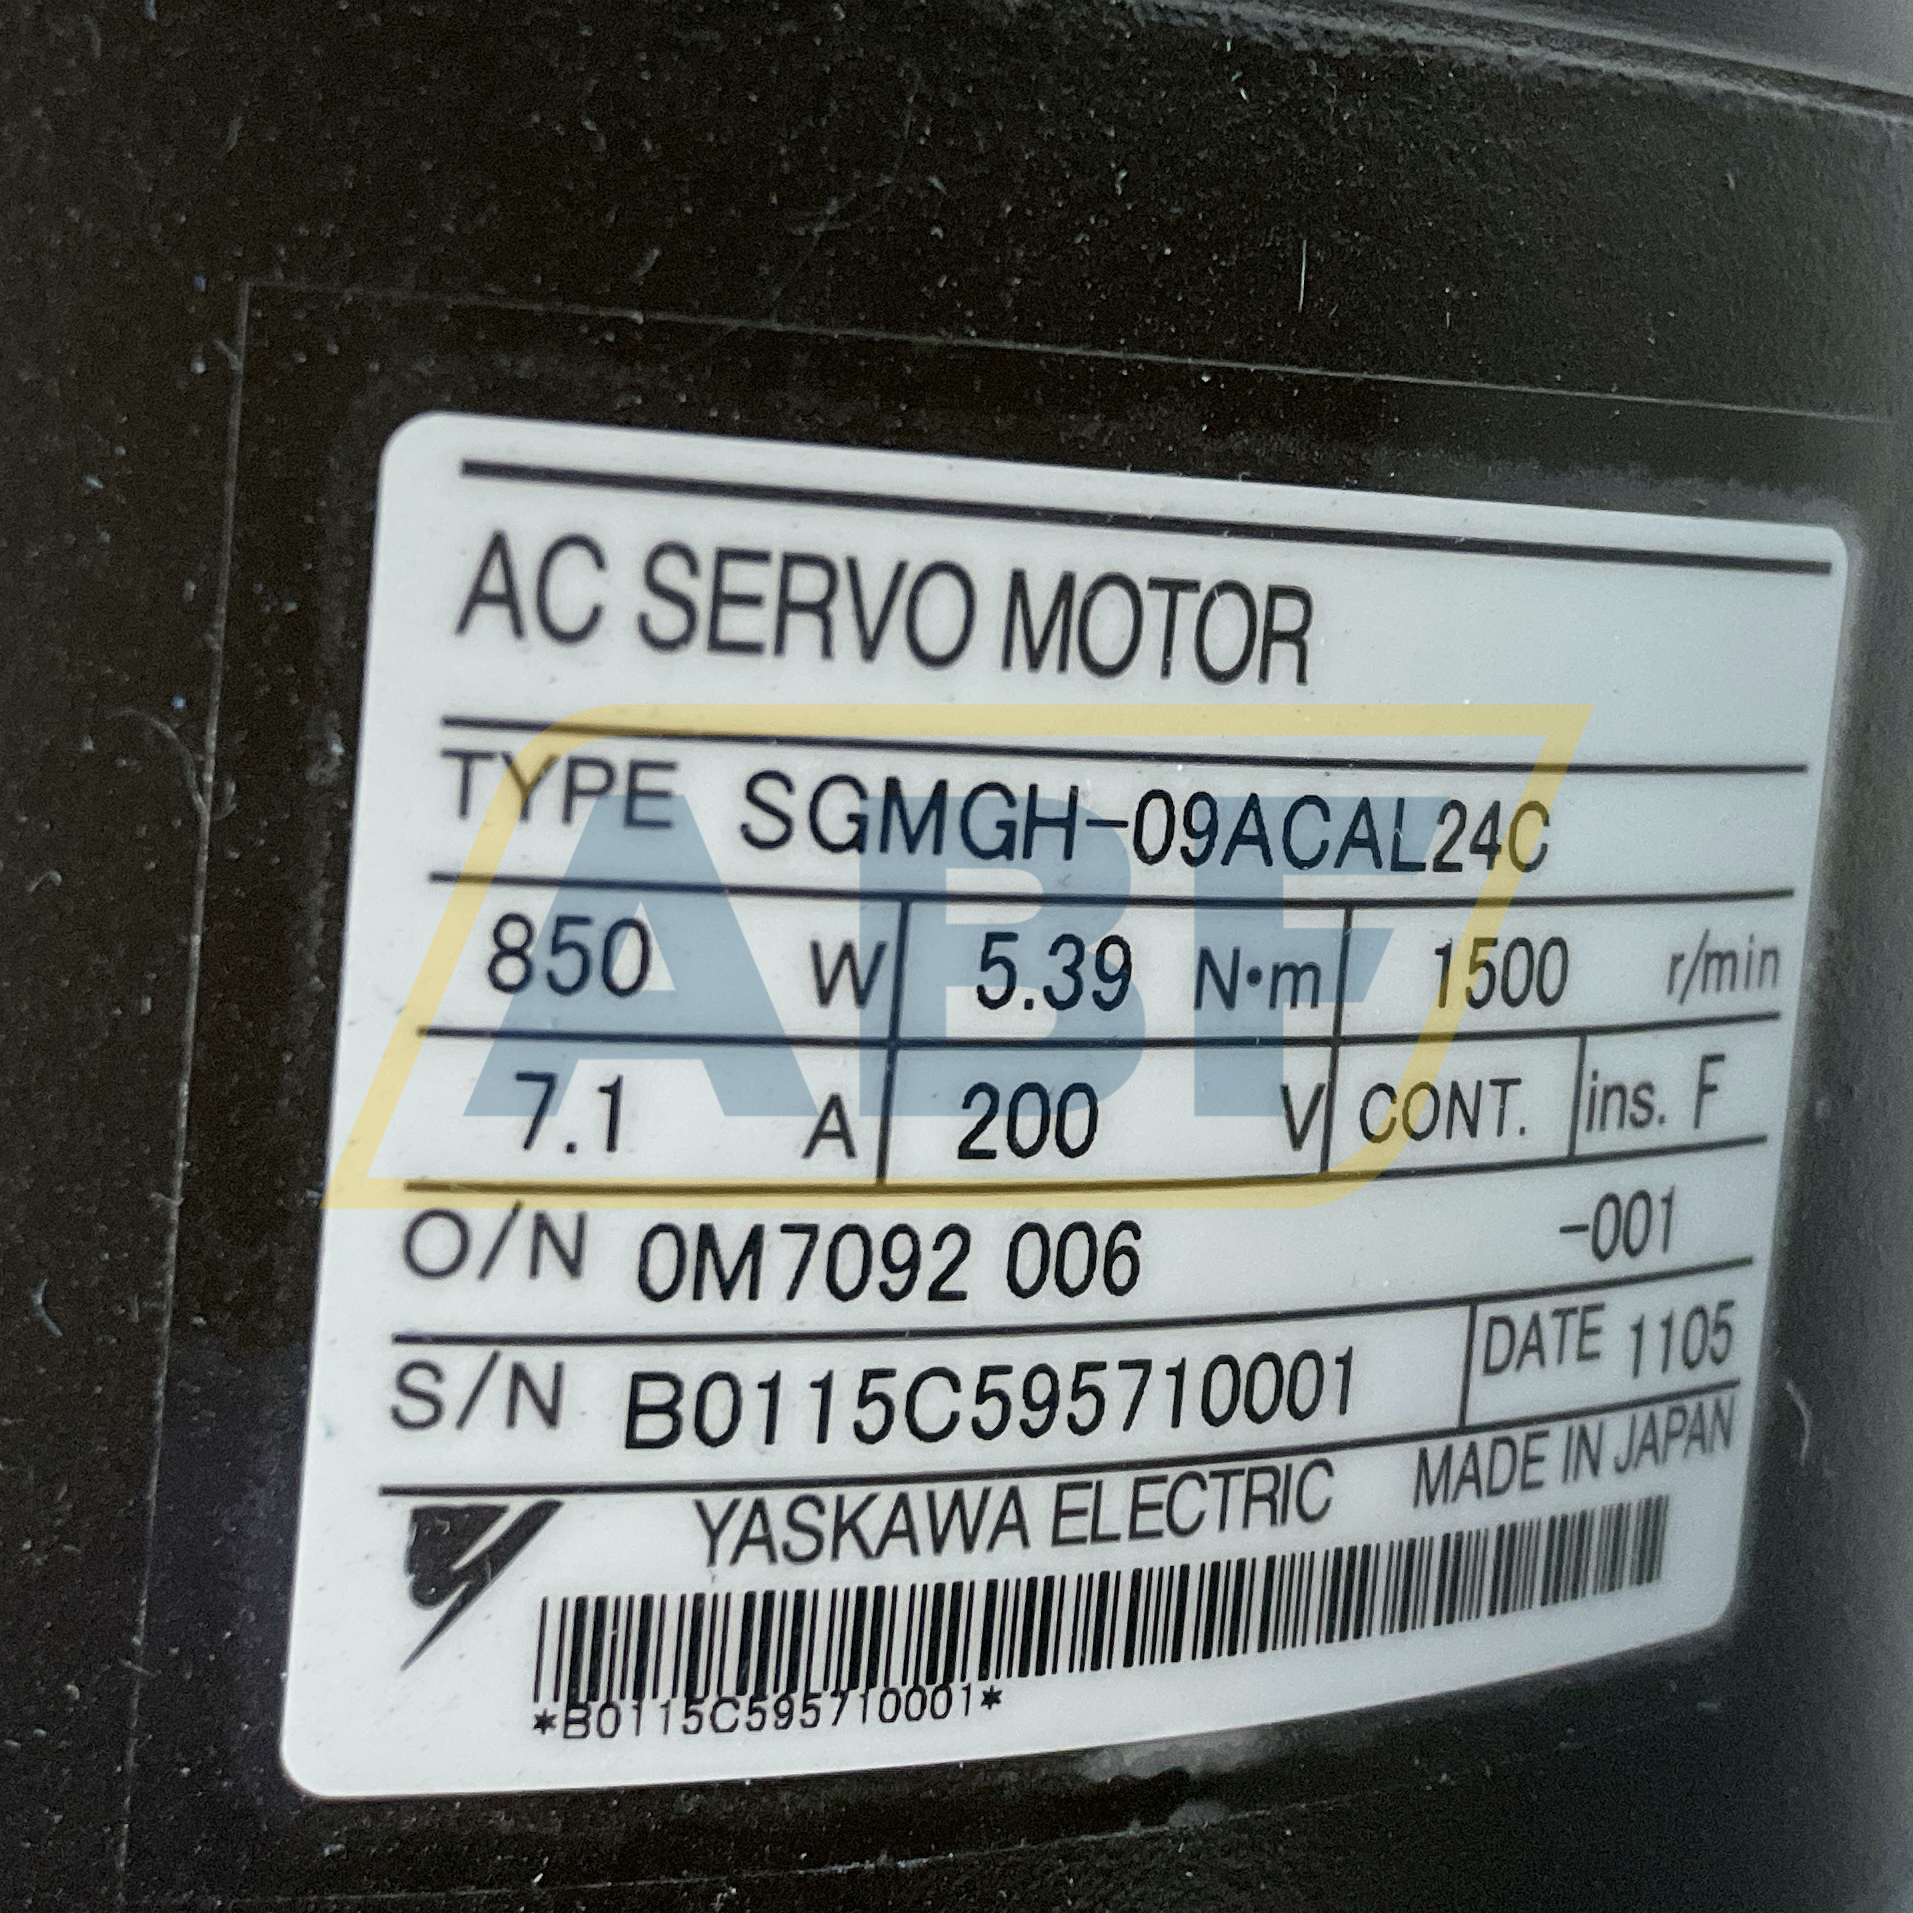 AC SERVO MOTOR
TYPE SGMGH-09ACAL24C
850 W 5.39 N•m 1500 r/min
7.1 A 200 V CONT. ins. F
O/N 0M7092 006 -001
S/N B0115C595710001 DATE 1105
YASKAWA ELECTRIC MADE IN JAPAN
*B0115C595710001*
ABF